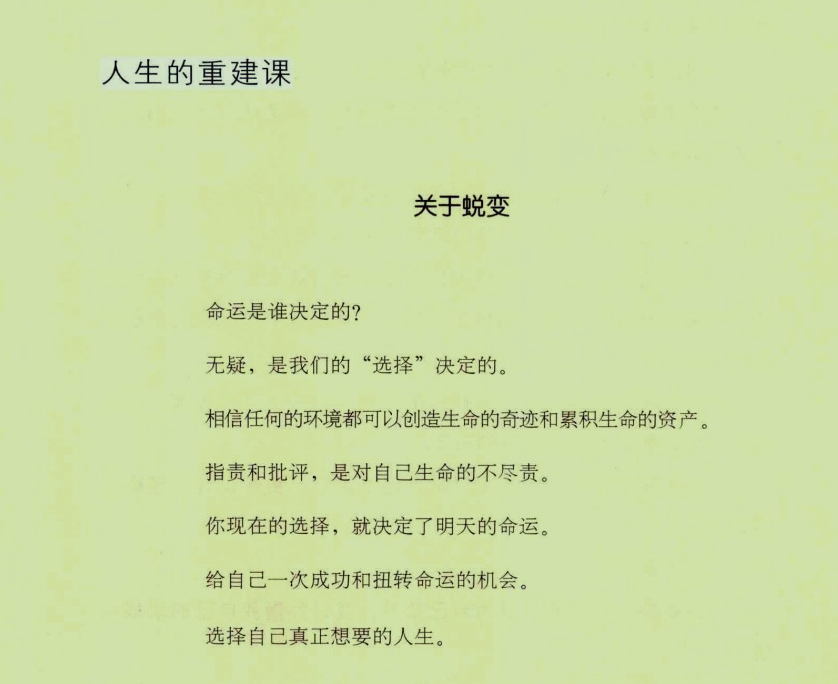 人生的重建课
关于蜕变
命运是谁决定的?
无疑，是我们的“选择”决定的。
相信任何的环境都可以创造生命的奇迹和累积生命的资产。
指责和批评，是对自己生命的不尽责。
你现在的选择，就决定了明天的命运。
给自己一次成功和扭转命运的机会。
选择自己真正想要的人生。